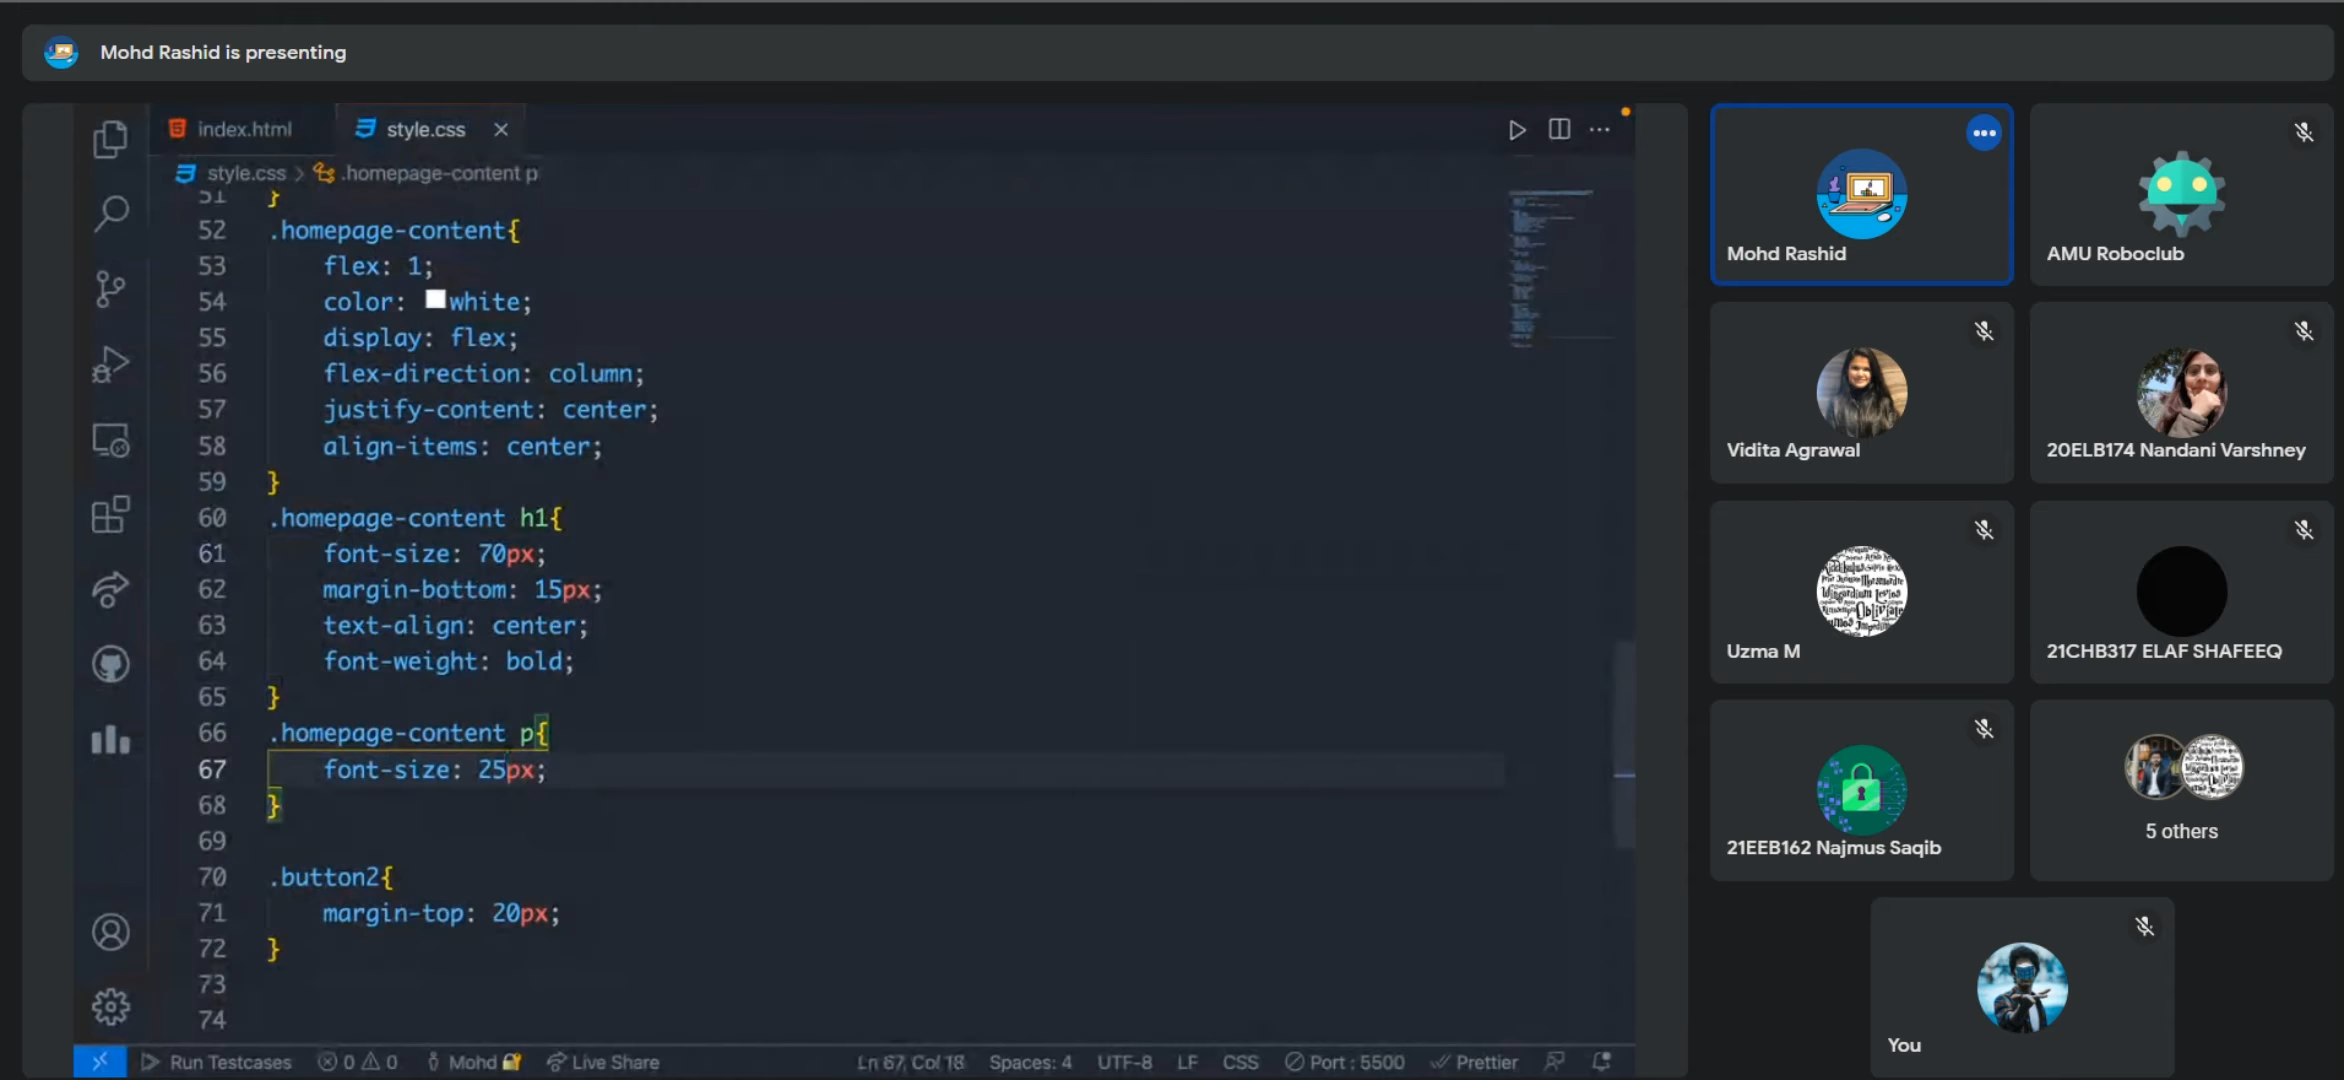 Mohd Rashid is presenting
index.html
style.css
style.css > .homepage-content p
51 }
52 .homepage-content{
53 flex: 1;
54 color: white;
55 display: flex;
56 flex-direction: column;
57 justify-content: center;
58 align-items: center;
59 }
60 .homepage-content h1{
61 font-size: 70px;
62 margin-bottom: 15px;
63 text-align: center;
64 font-weight: bold;
65 }
66 .homepage-content p{
67 font-size: 25px;
68 }
69
70 .button2{
71 margin-top: 20px;
72 }
73
74
Run Testcases 0 0 Mohd Live Share Ln 67, Col 18 Spaces: 4 UTF-8 LF CSS Port : 5500 Prettier
Mohd Rashid
AMU Roboclub
Vidita Agrawal
20ELB174 Nandani Varshney
Uzma M
21CHB317 ELAF SHAFEEQ
21EEB162 Najmus Saqib
5 others
You